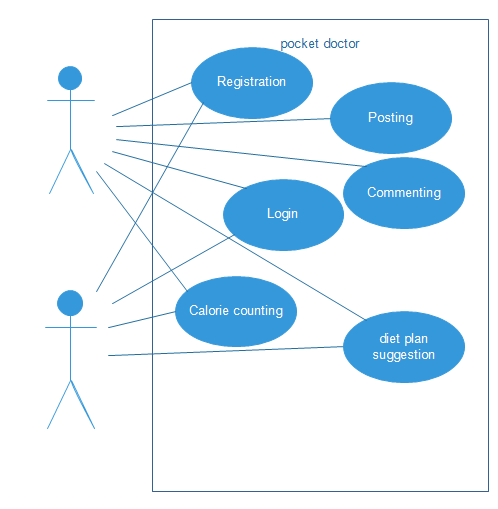 pocket doctor
Registration
Posting
Commenting
Login
Calorie counting
diet plan
suggestion